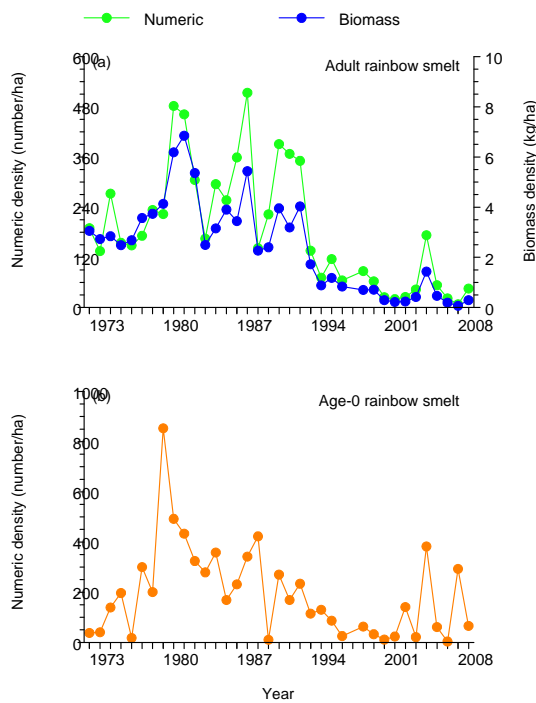 Numeric Biomass
(a) Adult rainbow smelt
Numeric density (number/ha)
600
480
360
240
120
0
Biomass density (kg/ha)
10
8
6
4
2
0
1973 1980 1987 1994 2001 2008
(b) Age-0 rainbow smelt
Numeric density (number/ha)
1000
800
600
400
200
0
1973 1980 1987 1994 2001 2008
Year